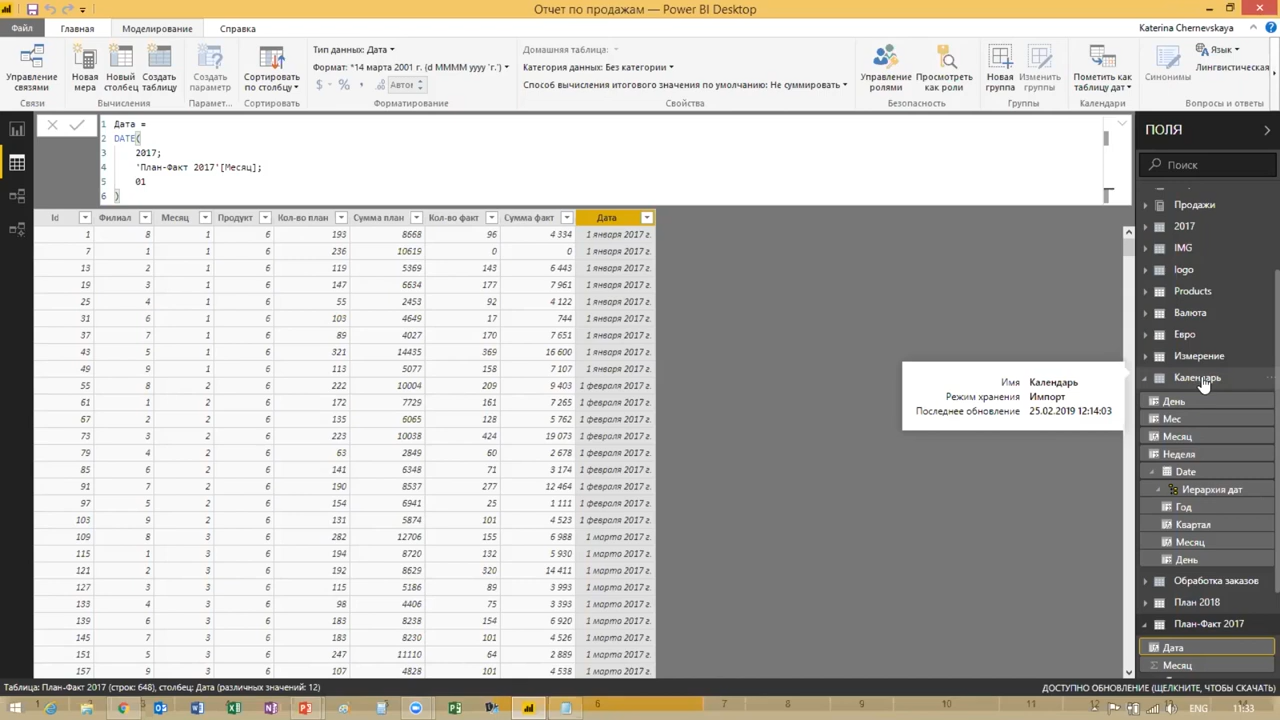 Отчет по продажам — Power BI Desktop
Файл
Главная
Моделирование
Справка
Katerina Chernevskaya
Управление связями
Связи
Новая мера
Новый столбец
Создать таблицу
Вычисления
Создать параметр
Парамет...
Сортировать по столбцу
Сортировать
Тип данных: Дата
Формат: *14 марта 2001 г. (d MMMM, yyyy 'г.')
$ % , Автог
Форматирование
Домашняя таблица:
Категория данных: Без категории
Способ вычисления итогового значения по умолчанию: Не суммировать
Свойства
Управление ролями
Просмотреть как роли
Безопасность
Новая группа
Изменить группы
Группы
Пометить как таблицу дат
Календари
Синонимы
Язык
Лингвистическая
Вопросы и ответы
1 Дата =
2 DATE(
3 2017;
4 'План-Факт 2017'[Месяц];
5 01
6 )
Id Филиал Месяц Продукт Кол-во план Сумма план Кол-во факт Сумма факт Дата
1 8 1 6 193 8668 96 4 334 1 января 2017 г.
7 1 1 6 236 10619 0 0 1 января 2017 г.
13 2 1 6 119 5369 143 6 443 1 января 2017 г.
19 3 1 6 147 6634 177 7 961 1 января 2017 г.
25 4 1 6 55 2453 92 4 122 1 января 2017 г.
31 6 1 6 103 4649 17 744 1 января 2017 г.
37 7 1 6 89 4027 170 7 651 1 января 2017 г.
43 5 1 6 321 14435 369 16 600 1 января 2017 г.
49 9 1 6 113 5077 158 7 107 1 января 2017 г.
55 8 2 6 222 10004 209 9 403 1 февраля 2017 г.
61 1 2 6 172 7729 161 7 265 1 февраля 2017 г.
67 2 2 6 135 6065 128 5 762 1 февраля 2017 г.
73 3 2 6 223 10038 424 19 073 1 февраля 2017 г.
79 4 2 6 63 2849 60 2 678 1 февраля 2017 г.
85 6 2 6 141 6348 71 3 174 1 февраля 2017 г.
91 7 2 6 190 8537 277 12 464 1 февраля 2017 г.
97 5 2 6 154 6941 25 1 111 1 февраля 2017 г.
103 9 2 6 131 5874 101 4 523 1 февраля 2017 г.
109 8 3 6 282 12706 155 6 988 1 марта 2017 г.
115 1 3 6 194 8720 132 5 930 1 марта 2017 г.
121 2 3 6 192 8629 320 14 411 1 марта 2017 г.
127 3 3 6 115 5186 89 3 993 1 марта 2017 г.
133 4 3 6 98 4406 75 3 393 1 марта 2017 г.
139 6 3 6 183 8238 154 6 920 1 марта 2017 г.
145 7 3 6 183 8230 101 4 526 1 марта 2017 г.
151 5 3 6 247 11110 64 2 889 1 марта 2017 г.
157 9 3 6 107 4828 101 4 538 1 марта 2017 г.
Имя Календарь
Режим хранения Импорт
Последнее обновление 25.02.2019 12:14:03
ПОЛЯ
Поиск
Продажи
2017
IMG
logo
Products
Валюта
Евро
Измерение
Календарь
День
Мес
Месяц
Неделя
Date
Иерархия дат
Год
Квартал
Месяц
День
Обработка заказов
План 2018
План-Факт 2017
Дата
Месяц
Таблица: План-Факт 2017 (строк: 648), столбец: Дата (различных значений: 12)
ДОСТУПНО ОБНОВЛЕНИЕ (ЩЕЛКНИТЕ, ЧТОБЫ СКАЧАТЬ)
6 7 8 9 10
ENG
11:33